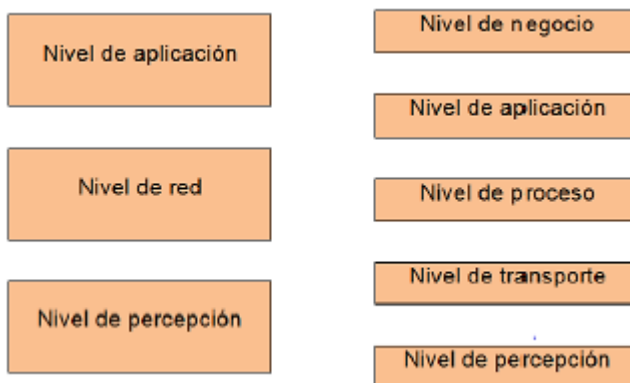 Nivel de aplicación
Nivel de red
Nivel de percepción
Nivel de negocio
Nivel de aplicación
Nivel de proceso
Nivel de transporte
Nivel de percepción